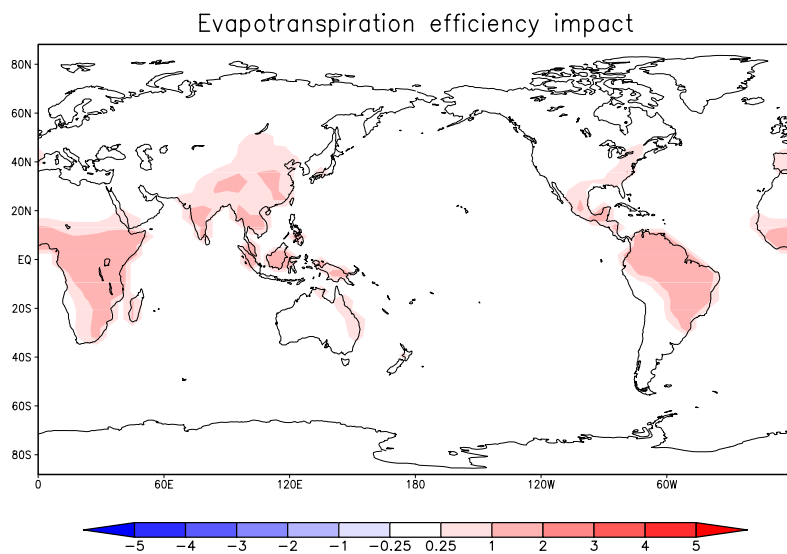 Evapotranspiration efficiency impact
80N
60N
40N
20N
EQ
20S
40S
60S
80S
0 60E 120E 180 120W 60W
-5 -4 -3 -2 -1 -0.25 0.25 1 2 3 4 5